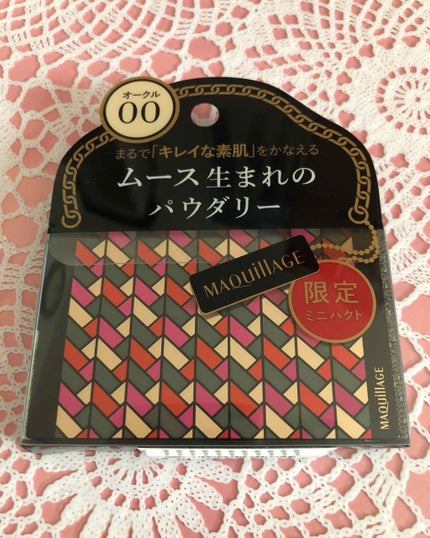 オークル
00
まるで「キレイな素肌」をかなえる
ムース生まれの
パウダリー
MAQuillAGE
限定
ミニパクト
MAQuillAGE